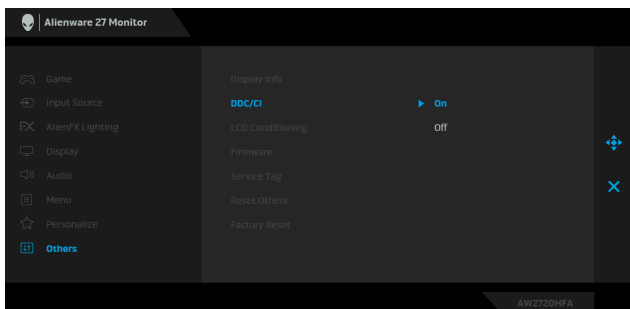 Alienware 27 Monitor
Game
Display Info
Input Source
DDC/CI
On
AlienFX Lighting
LCD Conditioning
Off
Display
Firmware
Audio
Service Tag
Menu
Reset Others
Personalize
Factory Reset
Others
AW2720HFA